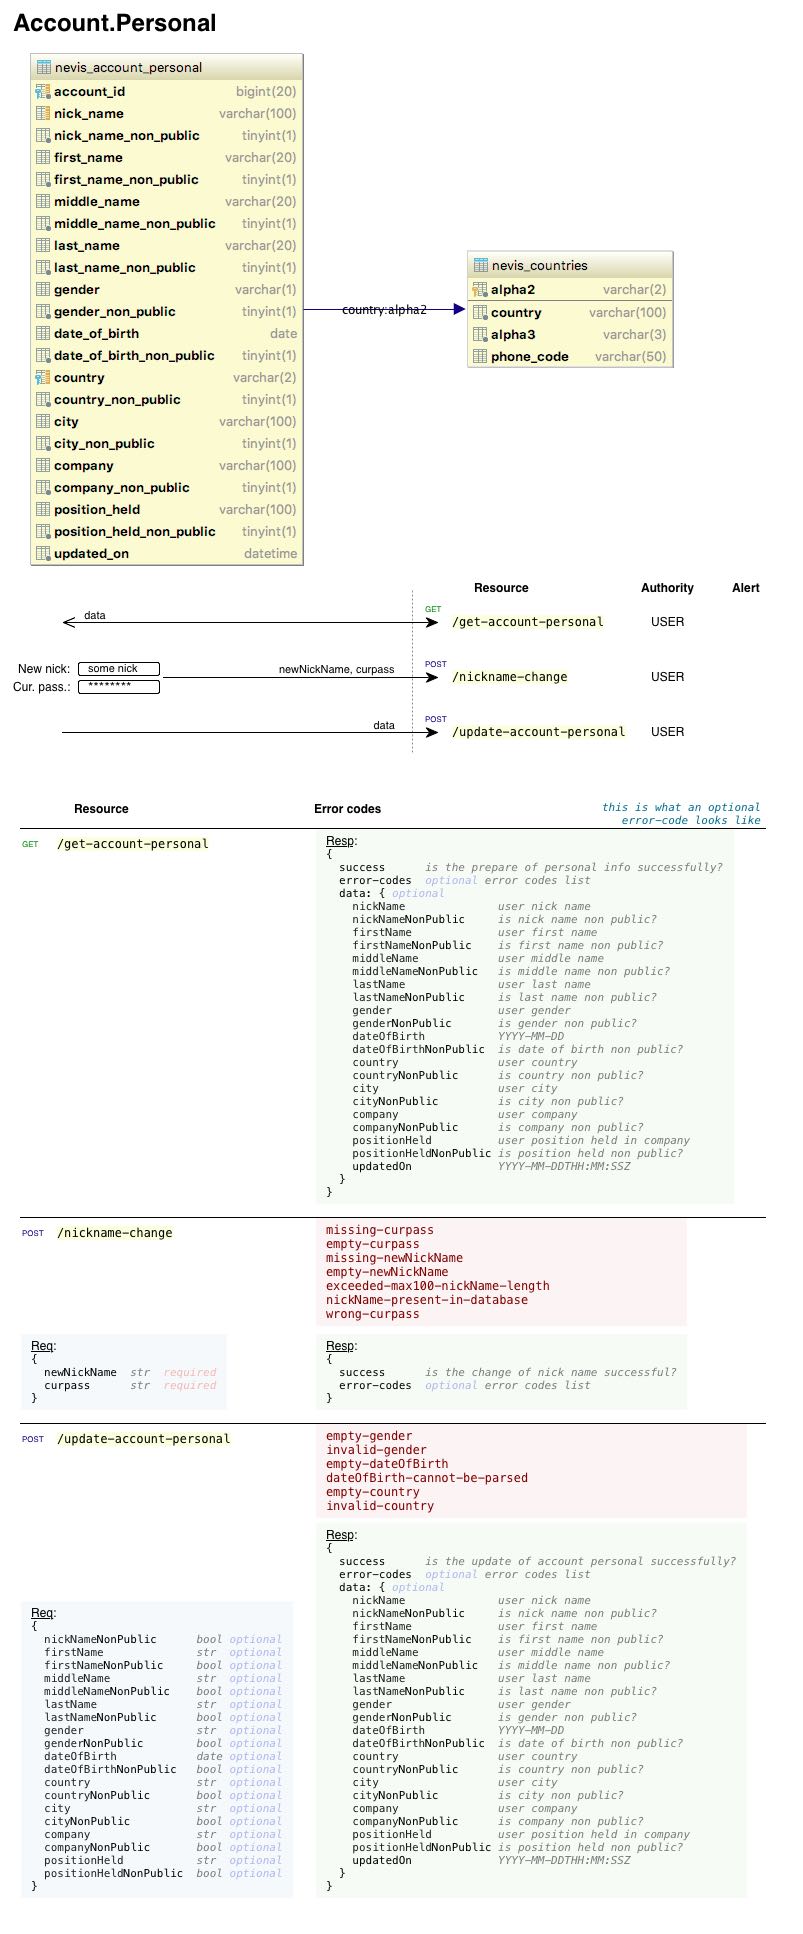 Account.Personal
nevis_account_personal
account_id bigint(20)
nick_name varchar(100)
nick_name_non_public tinyint(1)
first_name varchar(20)
first_name_non_public tinyint(1)
middle_name varchar(20)
middle_name_non_public tinyint(1)
last_name varchar(20)
last_name_non_public tinyint(1)
gender varchar(1)
gender_non_public tinyint(1)
date_of_birth date
date_of_birth_non_public tinyint(1)
country varchar(2)
country_non_public tinyint(1)
city varchar(100)
city_non_public tinyint(1)
company varchar(100)
company_non_public tinyint(1)
position_held varchar(100)
position_held_non_public tinyint(1)
updated_on datetime
country:alpha2
nevis_countries
alpha2 varchar(2)
country varchar(100)
alpha3 varchar(3)
phone_code varchar(50)
Resource Authority Alert
data GET /get-account-personal USER
New nick: some nick
Cur. pass.: ********
newNickName, curpass POST /nickname-change USER
data POST /update-account-personal USER
Resource Error codes this is what an optional
error-code looks like
GET /get-account-personal
Resp:
{
success is the prepare of personal info successfully?
error-codes optional error codes list
data: { optional
nickName user nick name
nickNameNonPublic is nick name non public?
firstName user first name
firstNameNonPublic is first name non public?
middleName user middle name
middleNameNonPublic is middle name non public?
lastName user last name
lastNameNonPublic is last name non public?
gender user gender
genderNonPublic is gender non public?
dateOfBirth YYYY-MM-DD
dateOfBirthNonPublic is date of birth non public?
country user country
countryNonPublic is country non public?
city user city
cityNonPublic is city non public?
company user company
companyNonPublic is company non public?
positionHeld user position held in company
positionHeldNonPublic is position held non public?
updatedOn YYYY-MM-DDTHH:MM:SSZ
}
}
POST /nickname-change
missing-curpass
empty-curpass
missing-newNickName
empty-newNickName
exceeded-max100-nickName-length
nickName-present-in-database
wrong-curpass
Req:
{
newNickName str required
curpass str required
}
Resp:
{
success is the change of nick name successful?
error-codes optional error codes list
}
POST /update-account-personal
empty-gender
invalid-gender
empty-dateOfBirth
dateOfBirth-cannot-be-parsed
empty-country
invalid-country
Req:
{
nickNameNonPublic bool optional
firstName str optional
firstNameNonPublic bool optional
middleName str optional
middleNameNonPublic bool optional
lastName str optional
lastNameNonPublic bool optional
gender str optional
genderNonPublic bool optional
dateOfBirth date optional
dateOfBirthNonPublic bool optional
country str optional
countryNonPublic bool optional
city str optional
cityNonPublic bool optional
company str optional
companyNonPublic bool optional
positionHeld str optional
positionHeldNonPublic bool optional
}
Resp:
{
success is the update of account personal successfully?
error-codes optional error codes list
data: { optional
nickName user nick name
nickNameNonPublic is nick name non public?
firstName user first name
firstNameNonPublic is first name non public?
middleName user middle name
middleNameNonPublic is middle name non public?
lastName user last name
lastNameNonPublic is last name non public?
gender user gender
genderNonPublic is gender non public?
dateOfBirth YYYY-MM-DD
dateOfBirthNonPublic is date of birth non public?
country user country
countryNonPublic is country non public?
city user city
cityNonPublic is city non public?
company user company
companyNonPublic is company non public?
positionHeld user position held in company
positionHeldNonPublic is position held non public?
updatedOn YYYY-MM-DDTHH:MM:SSZ
}
}